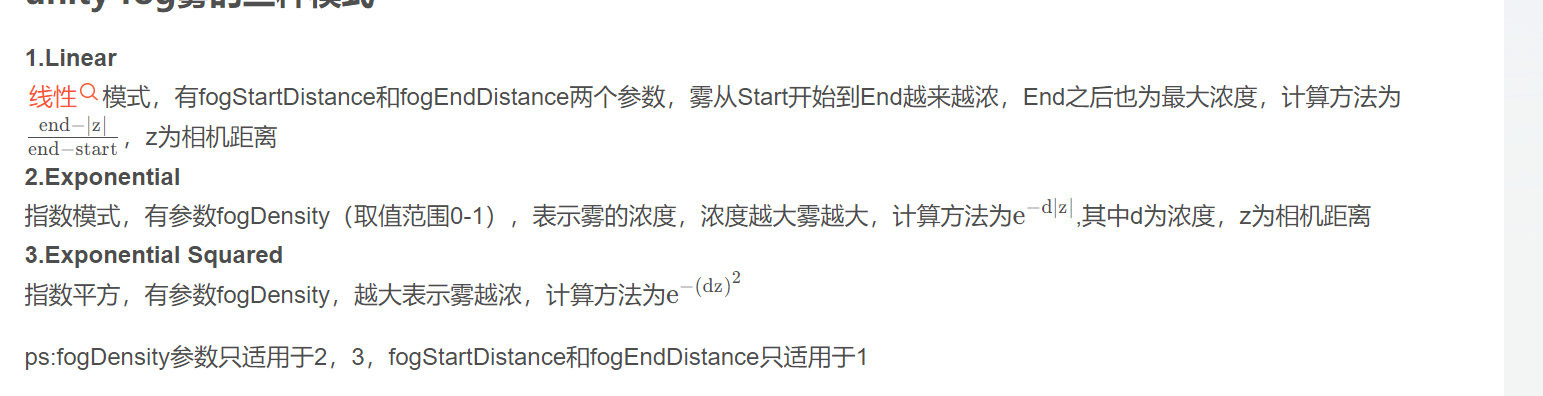 unity fog雾的三种模式
1.Linear
线性模式，有fogStartDistance和fogEndDistance两个参数，雾从Start开始到End越来越浓，End之后也为最大浓度，计算方法为
end−|z|
end−start，z为相机距离
2.Exponential
指数模式，有参数fogDensity（取值范围0-1），表示雾的浓度，浓度越大雾越大，计算方法为e^−d|z|,其中d为浓度，z为相机距离
3.Exponential Squared
指数平方，有参数fogDensity，越大表示雾越浓，计算方法为e^−(dz)^2
ps:fogDensity参数只适用于2，3，fogStartDistance和fogEndDistance只适用于1